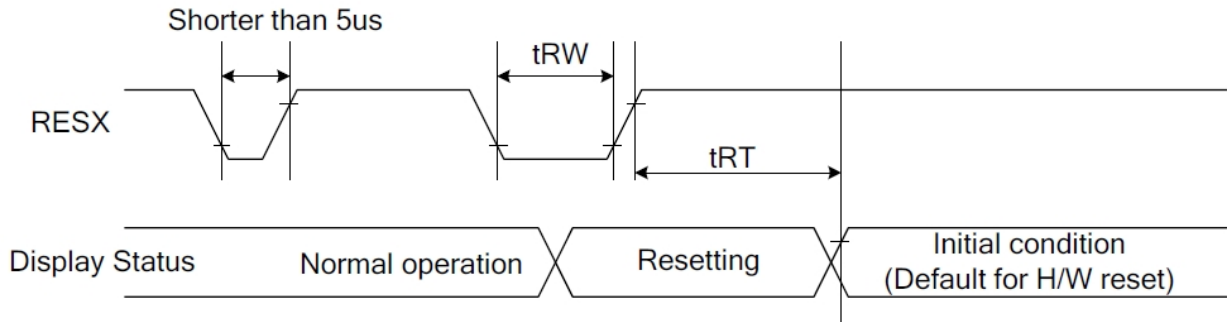 Shorter than 5us
tRW
RESX
tRT
Display Status
Normal operation
Resetting
Initial condition
(Default for H/W reset)